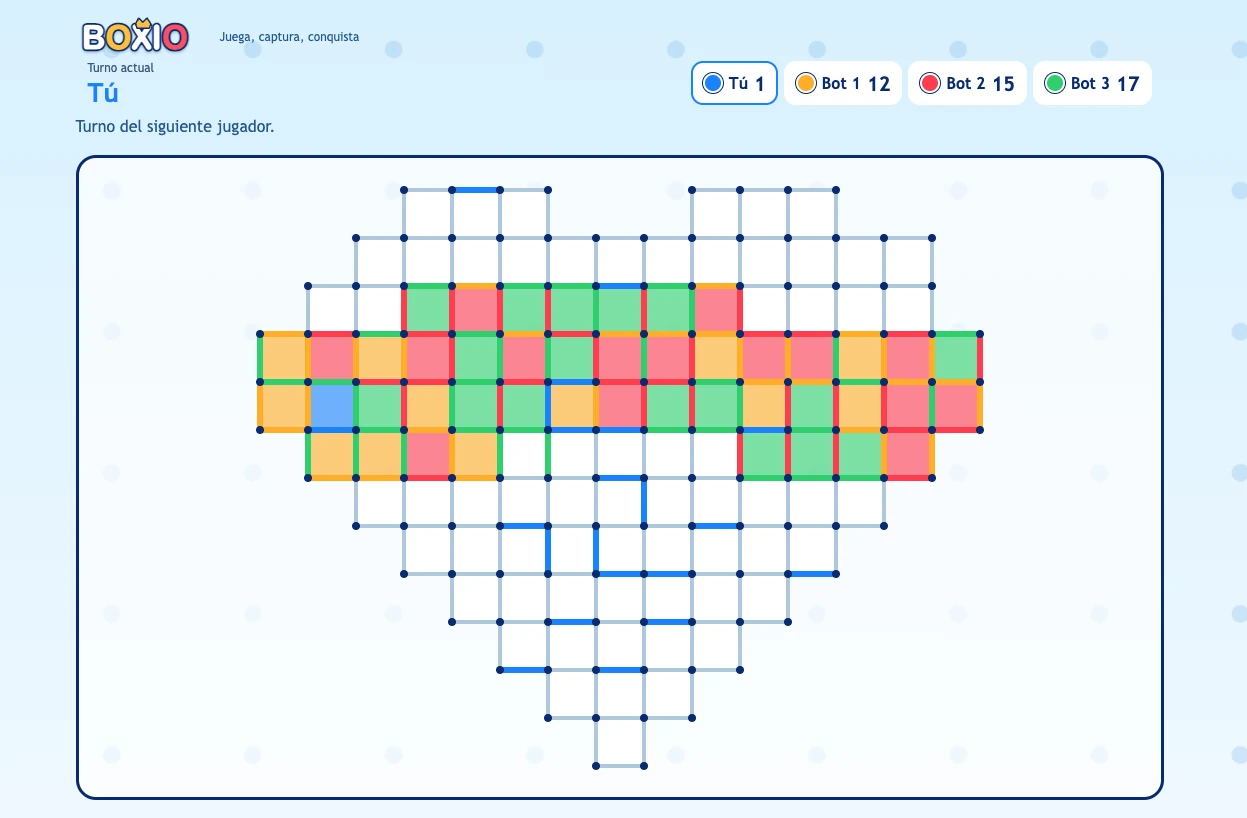 BOXIO
Juega, captura, conquista
Turno actual
Tú
Tú 1
Bot 1 12
Bot 2 15
Bot 3 17
Turno del siguiente jugador.